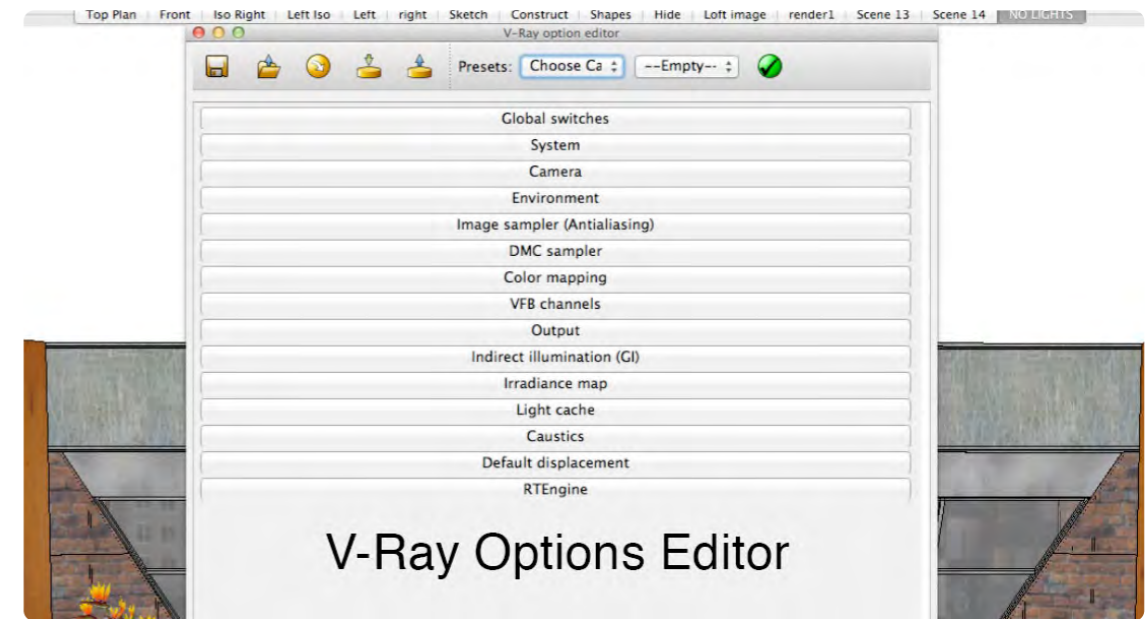 Top Plan Front Iso Right Left Iso Left right Sketch Construct Shapes Hide Loft image render1 Scene 13 Scene 14 NO LIGHTS
V-Ray option editor
Presets: Choose Ca --Empty--
Global switches
System
Camera
Environment
Image sampler (Antialiasing)
DMC sampler
Color mapping
VFB channels
Output
Indirect illumination (GI)
Irradiance map
Light cache
Caustics
Default displacement
RTEngine
V-Ray Options Editor